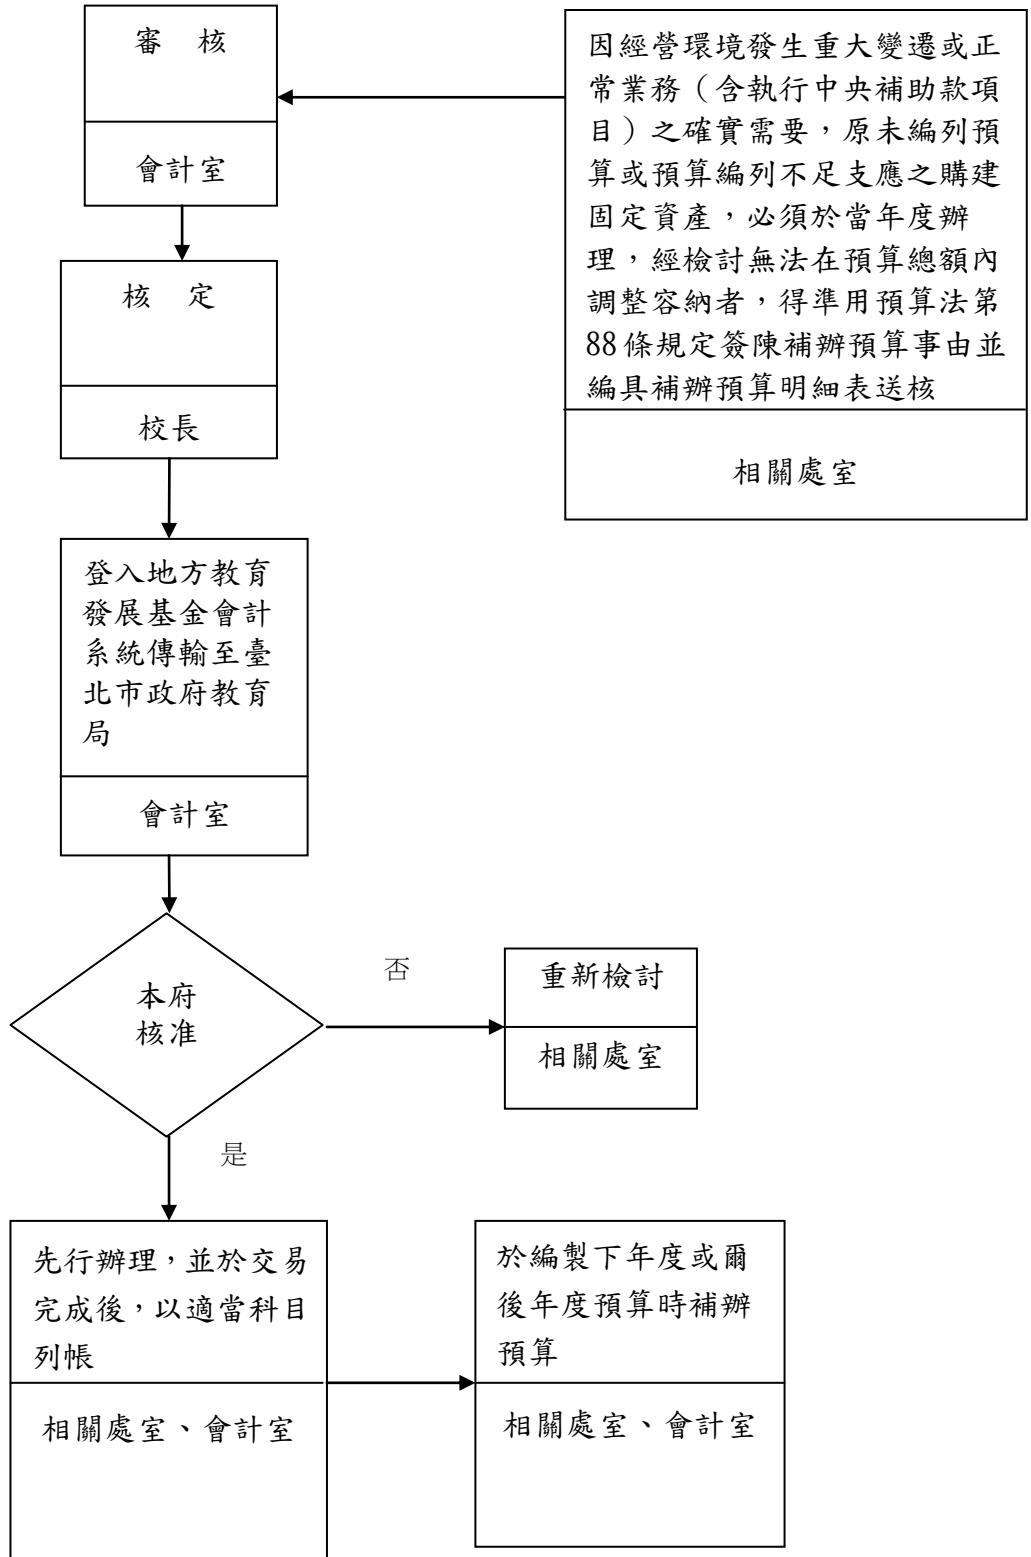 審 核
會計室
因經營環境發生重大變遷或正
常業務（含執行中央補助款項
目）之確實需要，原未編列預
算或預算編列不足支應之購建
固定資產，必須於當年度辦
理，經檢討無法在預算總額內
調整容納者，得準用預算法第
88條規定簽陳補辦預算事由並
編具補辦預算明細表送核
相關處室
核 定
校長
登入地方教育
發展基金會計
系統傳輸至臺
北市政府教育
局
會計室
本府
核准
否
重新檢討
相關處室
是
先行辦理，並於交易
完成後，以適當科目
列帳
相關處室、會計室
於編製下年度或爾
後年度預算時補辦
預算
相關處室、會計室